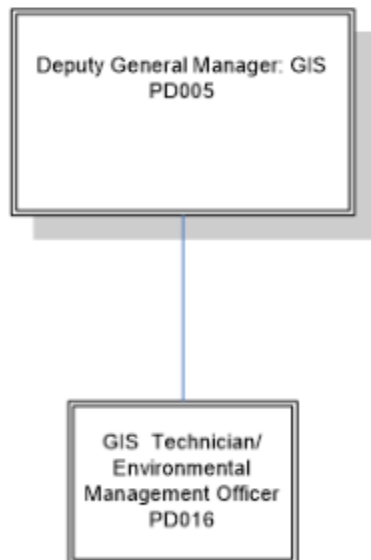 Deputy General Manager: GIS
PD005
GIS Technician/
Environmental
Management Officer
PD016